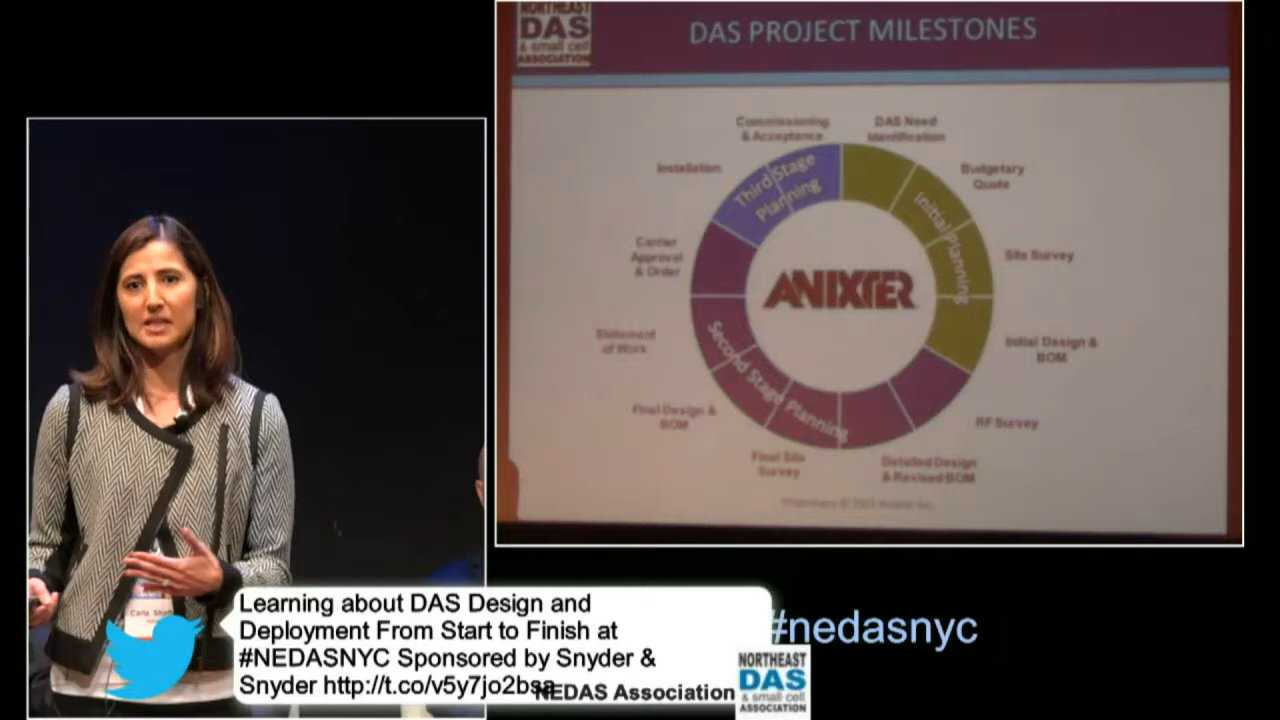 NORTHEAST
DAS
& small cell
ASSOCIATION
DAS PROJECT MILESTONES
Commissioning
& Acceptance
DAS Need
Identification
Installation
Budgetary
Quote
Third Stage
Planning
Initial Planning
Carrier
Approval
& Order
Site Survey
ANIXTER
Statement
of Work
Initial Design &
BOM
Second Stage Planning
Final Design &
BOM
RF Survey
Final Site
Survey
Detailed Design
& Revised BOM
Learning about DAS Design and
Deployment From Start to Finish at
#NEDASNYC Sponsored by Snyder &
Snyder http://t.co/v5y7jo2bsa
NEDAS Association
#nedasnyc
NORTHEAST
DAS
& small cell
ASSOCIATION